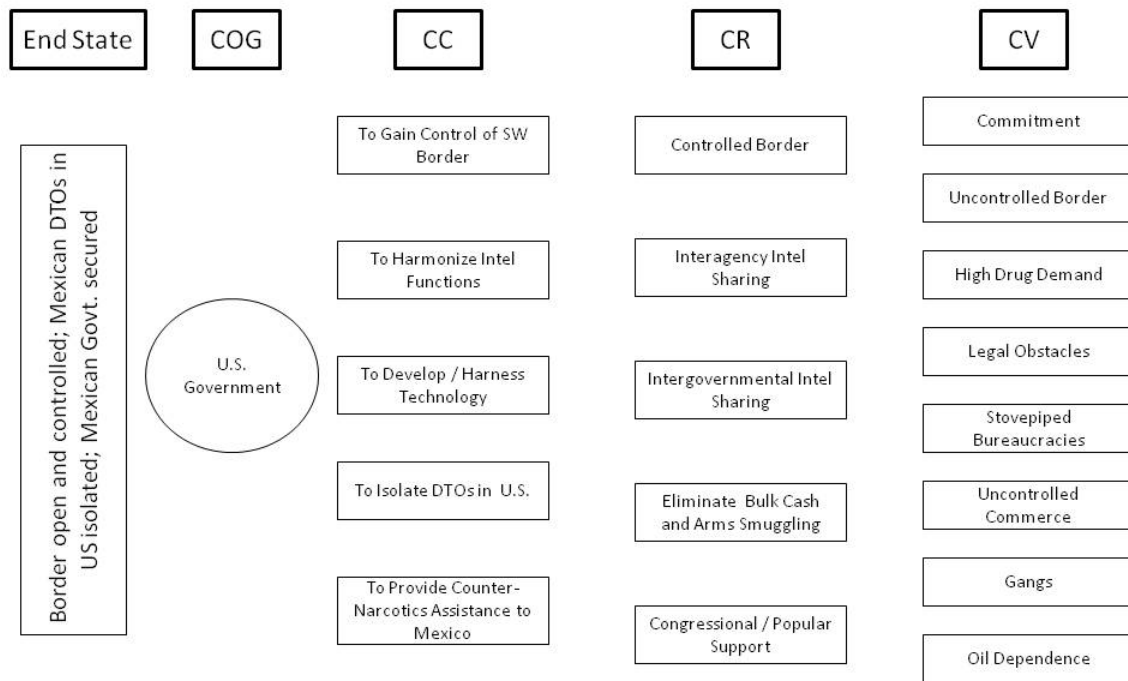 End State
COG
CC
CR
CV
Border open and controlled; Mexican DTOs in
US isolated; Mexican Govt. secured
U.S.
Government
To Gain Control of SW
Border
To Harmonize Intel
Functions
To Develop / Harness
Technology
To Isolate DTOs in U.S.
To Provide Counter-
Narcotics Assistance to
Mexico
Controlled Border
Interagency Intel
Sharing
Intergovernmental Intel
Sharing
Eliminate Bulk Cash
and Arms Smuggling
Congressional / Popular
Support
Commitment
Uncontrolled Border
High Drug Demand
Legal Obstacles
Stovepiped
Bureaucracies
Uncontrolled
Commerce
Gangs
Oil Dependence